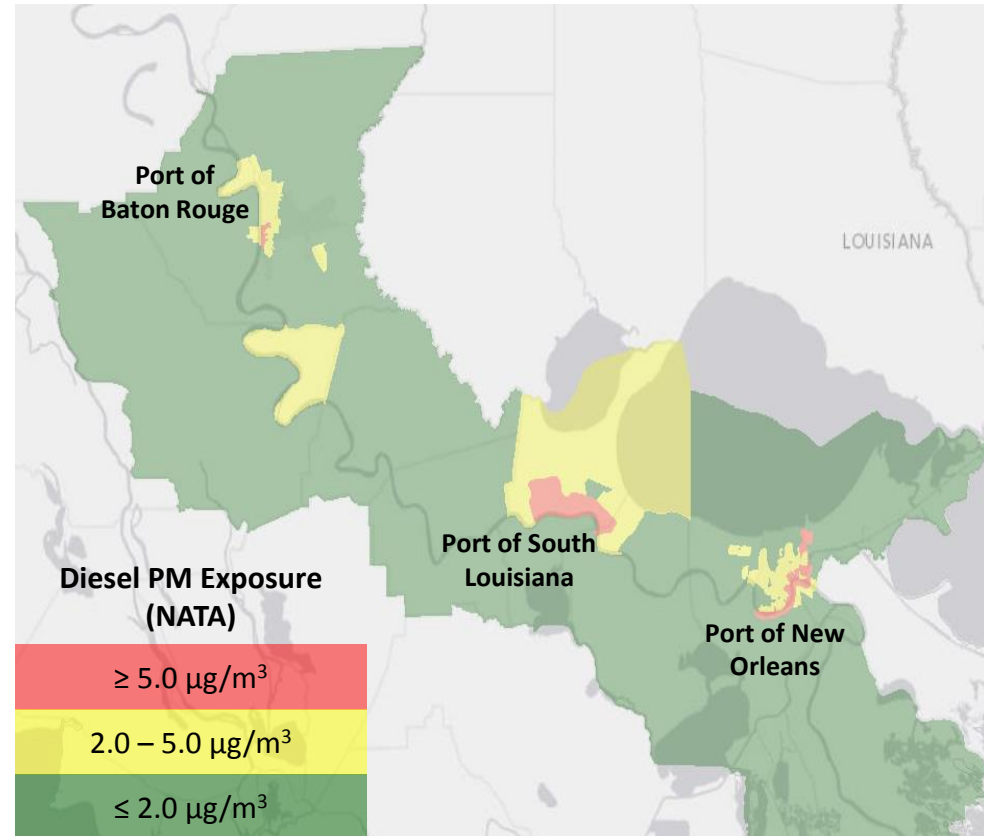 Port of
Baton Rouge
LOUISIANA
Port of South
Louisiana
Port of New
Orleans
Diesel PM Exposure
(NATA)
≥ 5.0 µg/m³
2.0 – 5.0 µg/m³
≤ 2.0 µg/m³